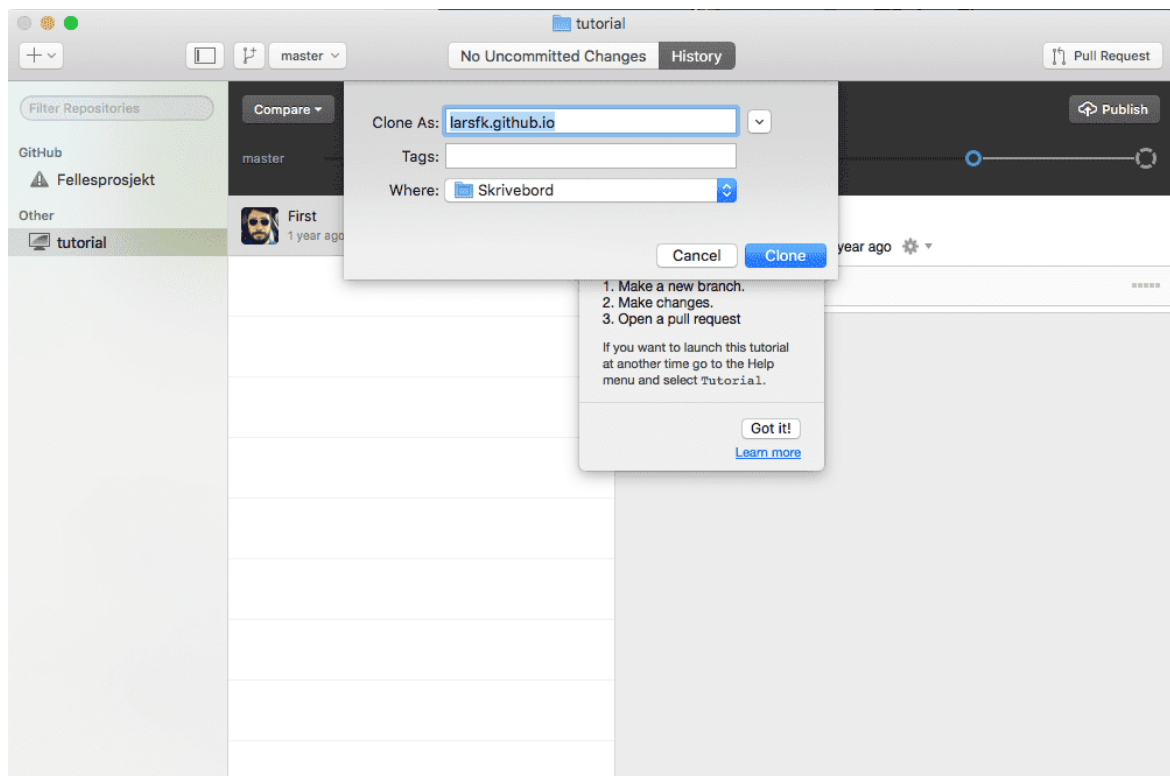 tutorial
master
No Uncommitted Changes
History
Pull Request
Filter Repositories
GitHub
Fellesprosjekt
Other
tutorial
Compare
Publish
master
Clone As: larsfk.github.io
Tags:
Where: Skrivebord
Cancel
Clone
First
1 year ago
year ago
1. Make a new branch.
2. Make changes.
3. Open a pull request
If you want to launch this tutorial
at another time go to the Help
menu and select Tutorial.
Got it!
Learn more